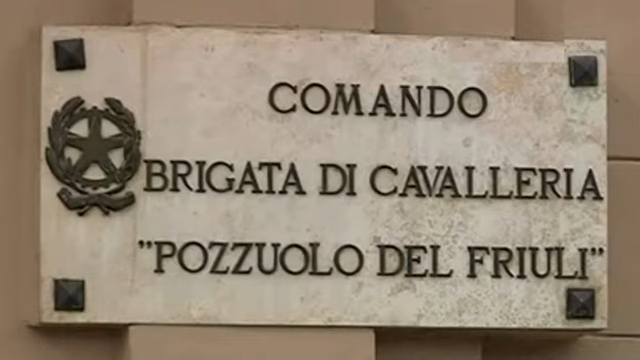 COMANDO
BRIGATA DI CAVALLERIA
"POZZUOLO DEL FRIULI"